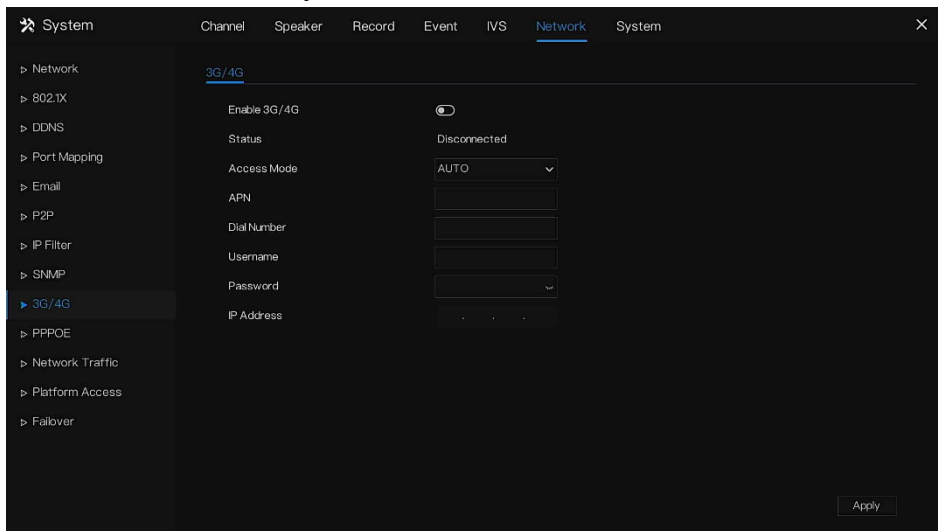 System
Channel Speaker Record Event IVS Network System
Network
802.1X
DDNS
Port Mapping
Email
P2P
IP Filter
SNMP
3G/4G
PPPOE
Network Traffic
Platform Access
Failover
3G/4G
Enable 3G/4G
Status Disconnected
Access Mode AUTO
APN
Dial Number
Username
Password
IP Address . . .
Apply